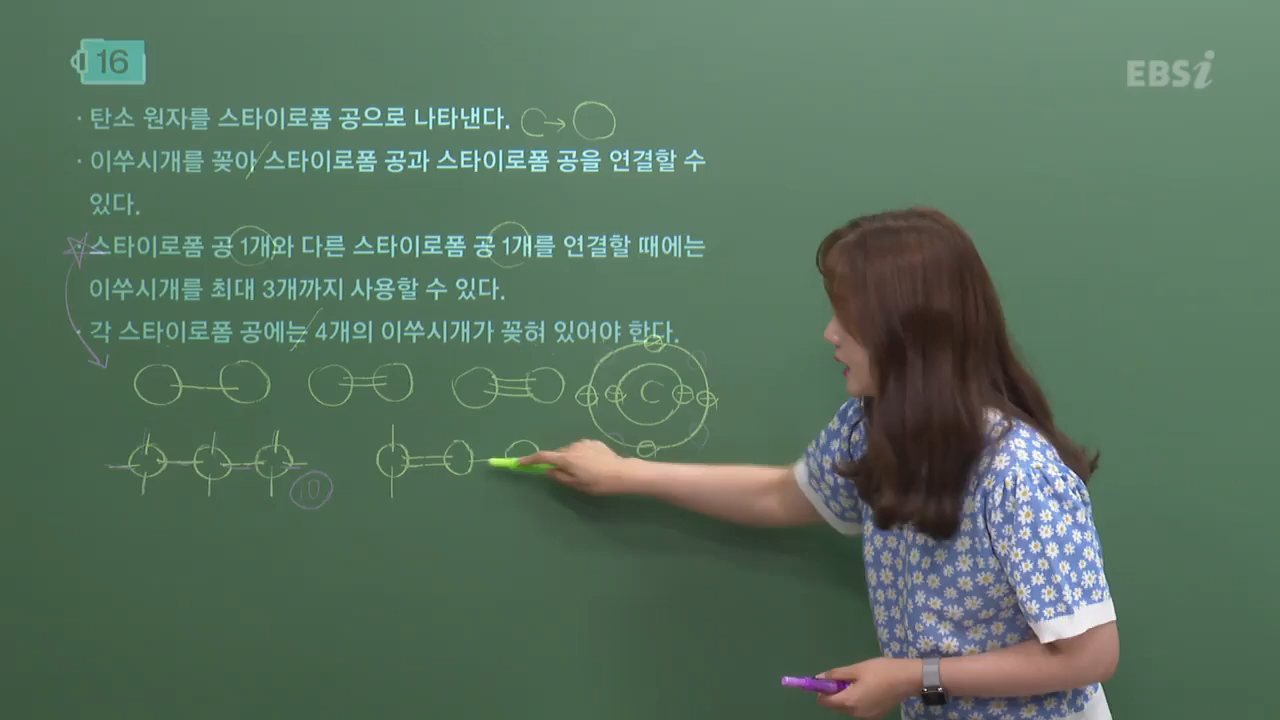 16
EBSi
· 탄소 원자를 스타이로폼 공으로 나타낸다.
· 이쑤시개를 꽂아 스타이로폼 공과 스타이로폼 공을 연결할 수
있다.
· 스타이로폼 공 1개와 다른 스타이로폼 공 1개를 연결할 때에는
이쑤시개를 최대 3개까지 사용할 수 있다.
· 각 스타이로폼 공에는 4개의 이쑤시개가 꽂혀 있어야 한다.
C
10